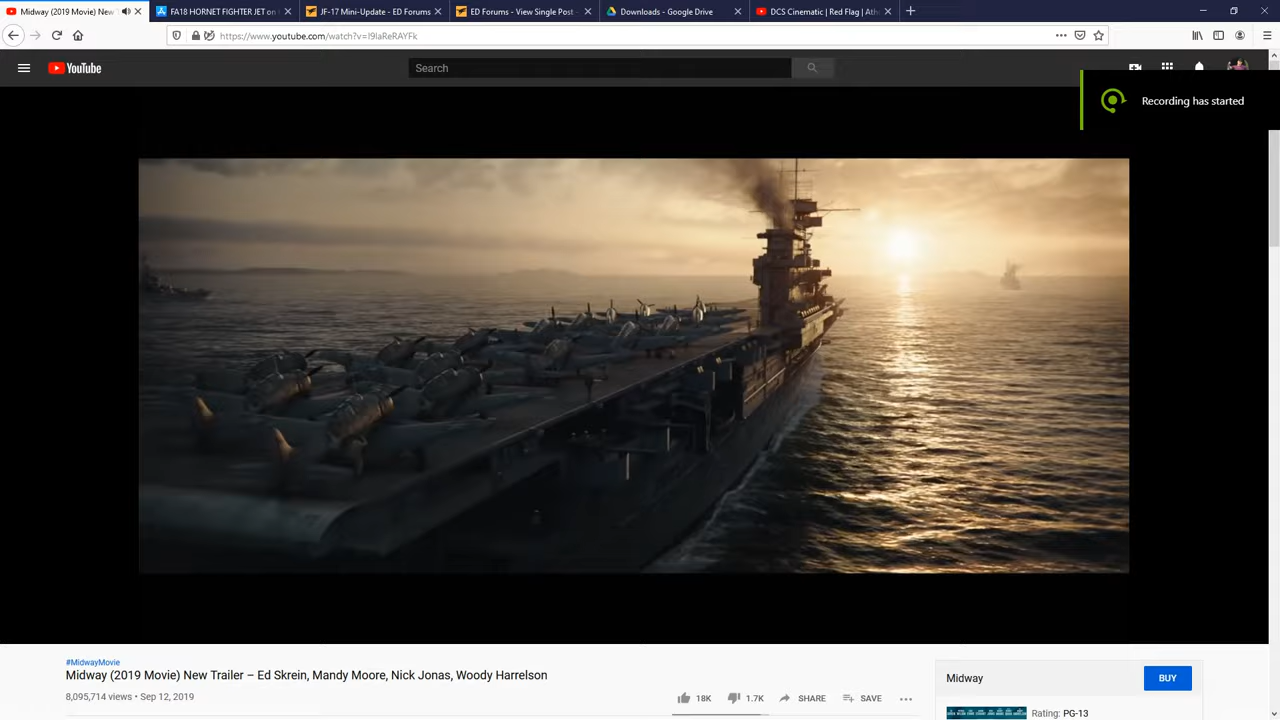 Midway (2019 Movie) New T
FA18 HORNET FIGHTER JET on
JF-17 Mini-Update - ED Forums
ED Forums - View Single Post -
Downloads - Google Drive
DCS Cinematic | Red Flag | Ath
https://www.youtube.com/watch?v=l9laReRAYFk
YouTube
Search
Recording has started
#MidwayMovie
Midway (2019 Movie) New Trailer – Ed Skrein, Mandy Moore, Nick Jonas, Woody Harrelson
8,095,714 views • Sep 12, 2019
18K
1.7K
SHARE
SAVE
Midway
BUY
Rating: PG-13